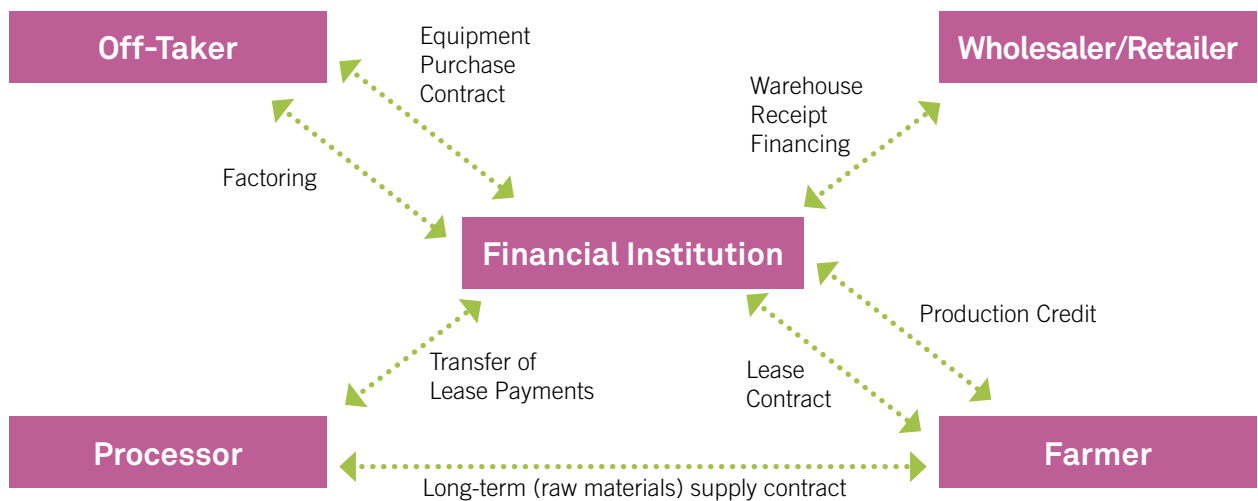 Off-Taker
Equipment
Purchase
Contract
Wholesaler/Retailer
Warehouse
Receipt
Financing
Factoring
Financial Institution
Production Credit
Transfer of
Lease Payments
Lease
Contract
Processor
Farmer
Long-term (raw materials) supply contract